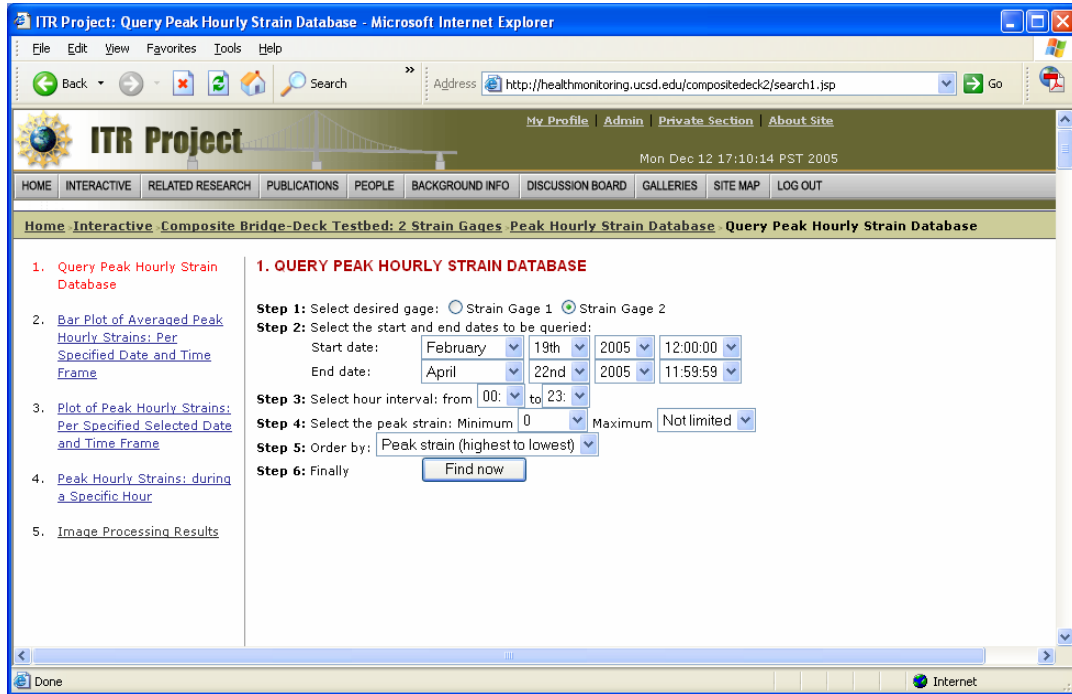 ITR Project: Query Peak Hourly Strain Database - Microsoft Internet Explorer
File Edit View Favorites Tools Help
Back Search » Address http://healthmonitoring.ucsd.edu/compositedeck2/search1.jsp Go
ITR Project
My Profile | Admin | Private Section | About Site
Mon Dec 12 17:10:14 PST 2005
HOME INTERACTIVE RELATED RESEARCH PUBLICATIONS PEOPLE BACKGROUND INFO DISCUSSION BOARD GALLERIES SITE MAP LOG OUT
Home Interactive Composite Bridge-Deck Testbed: 2 Strain Gages Peak Hourly Strain Database Query Peak Hourly Strain Database
1. Query Peak Hourly Strain
Database
2. Bar Plot of Averaged Peak
Hourly Strains: Per
Specified Date and Time
Frame
3. Plot of Peak Hourly Strains:
Per Specified Selected Date
and Time Frame
4. Peak Hourly Strains: during
a Specific Hour
5. Image Processing Results
1. QUERY PEAK HOURLY STRAIN DATABASE
Step 1: Select desired gage: Strain Gage 1 Strain Gage 2
Step 2: Select the start and end dates to be queried:
Start date: February 19th 2005 12:00:00
End date: April 22nd 2005 11:59:59
Step 3: Select hour interval: from 00: to 23:
Step 4: Select the peak strain: Minimum 0 Maximum Not limited
Step 5: Order by: Peak strain (highest to lowest)
Step 6: Finally Find now
Done Internet